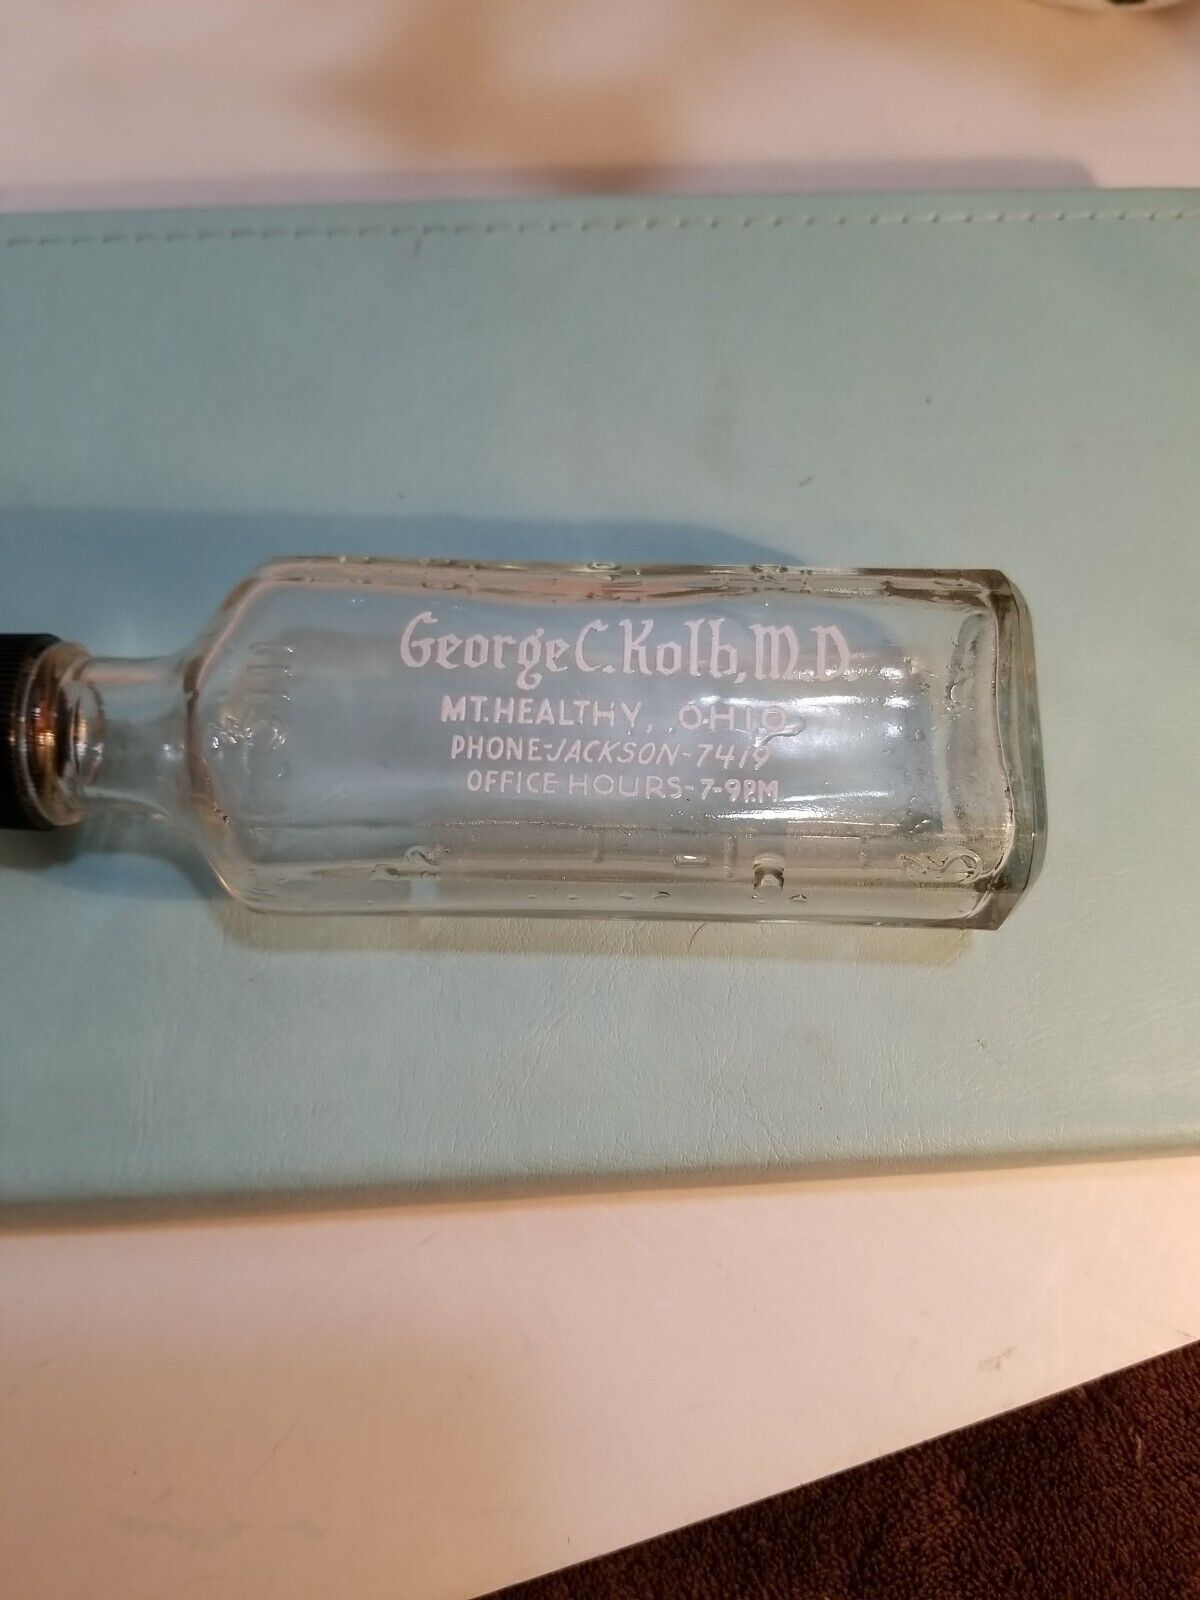 George C. Kolb, M.D.
MT. HEALTHY, OHIO
PHONE-JACKSON-7419
OFFICE HOURS-7-9P.M